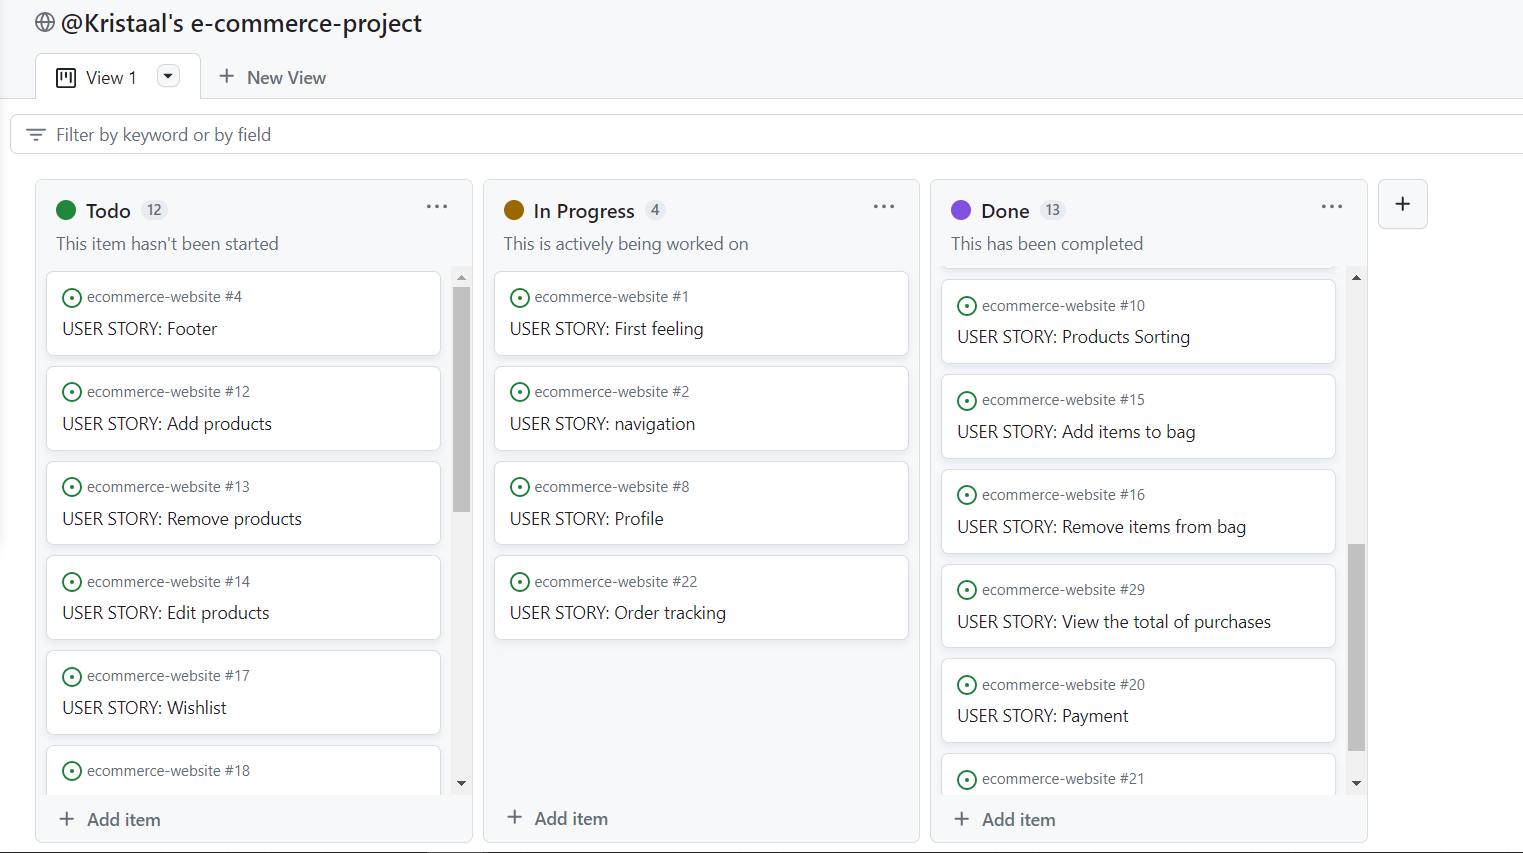 @Kristaal's e-commerce-project
View 1
New View
Filter by keyword or by field
Todo 12
This item hasn't been started
ecommerce-website #4
USER STORY: Footer
ecommerce-website #12
USER STORY: Add products
ecommerce-website #13
USER STORY: Remove products
ecommerce-website #14
USER STORY: Edit products
ecommerce-website #17
USER STORY: Wishlist
ecommerce-website #18
Add item
In Progress 4
This is actively being worked on
ecommerce-website #1
USER STORY: First feeling
ecommerce-website #2
USER STORY: navigation
ecommerce-website #8
USER STORY: Profile
ecommerce-website #22
USER STORY: Order tracking
Add item
Done 13
This has been completed
ecommerce-website #10
USER STORY: Products Sorting
ecommerce-website #15
USER STORY: Add items to bag
ecommerce-website #16
USER STORY: Remove items from bag
ecommerce-website #29
USER STORY: View the total of purchases
ecommerce-website #20
USER STORY: Payment
ecommerce-website #21
Add item